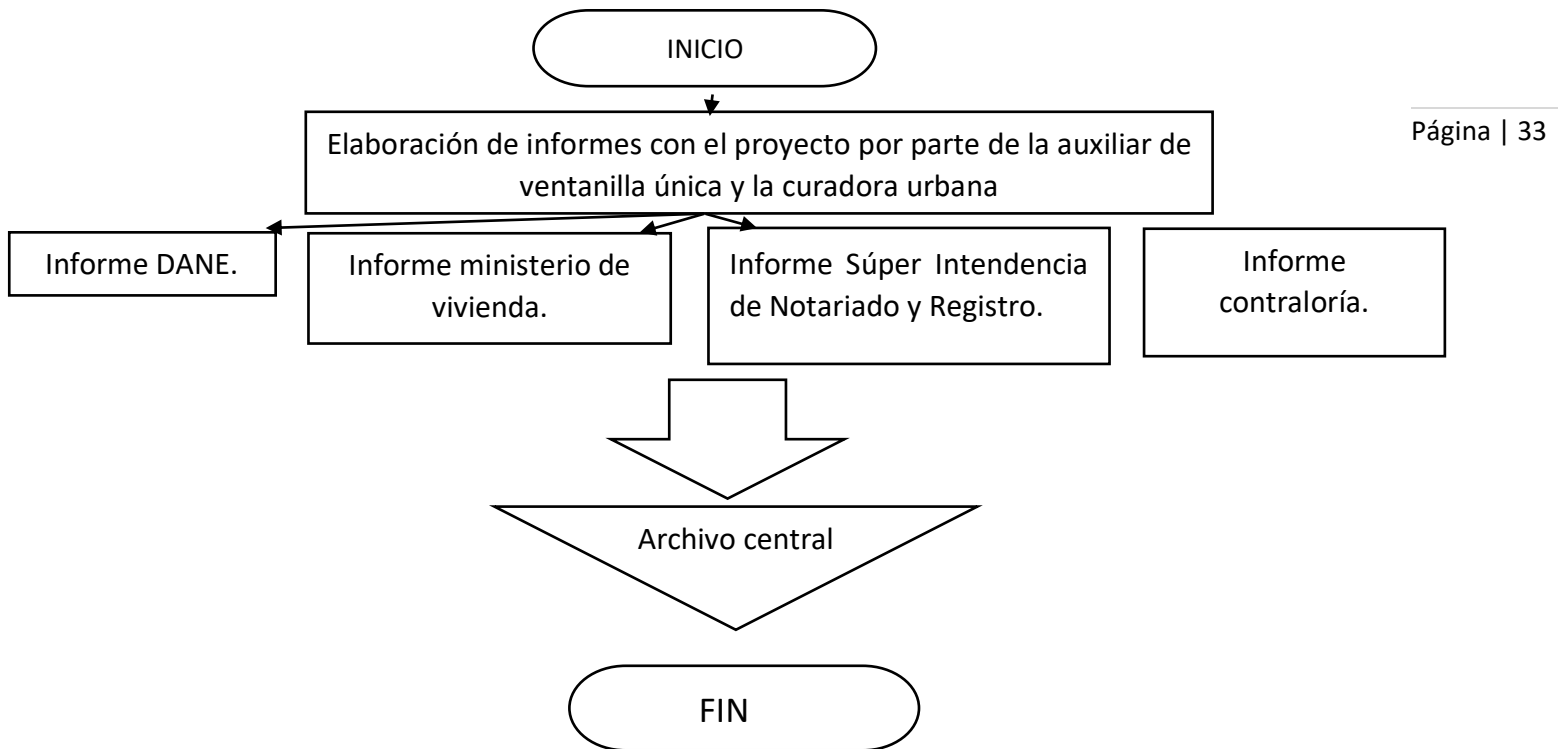 INICIO
Página | 33
Elaboración de informes con el proyecto por parte de la auxiliar de
ventanilla única y la curadora urbana
Informe DANE.
Informe ministerio de
vivienda.
Informe Súper Intendencia
de Notariado y Registro.
Informe
contraloría.
Archivo central
FIN